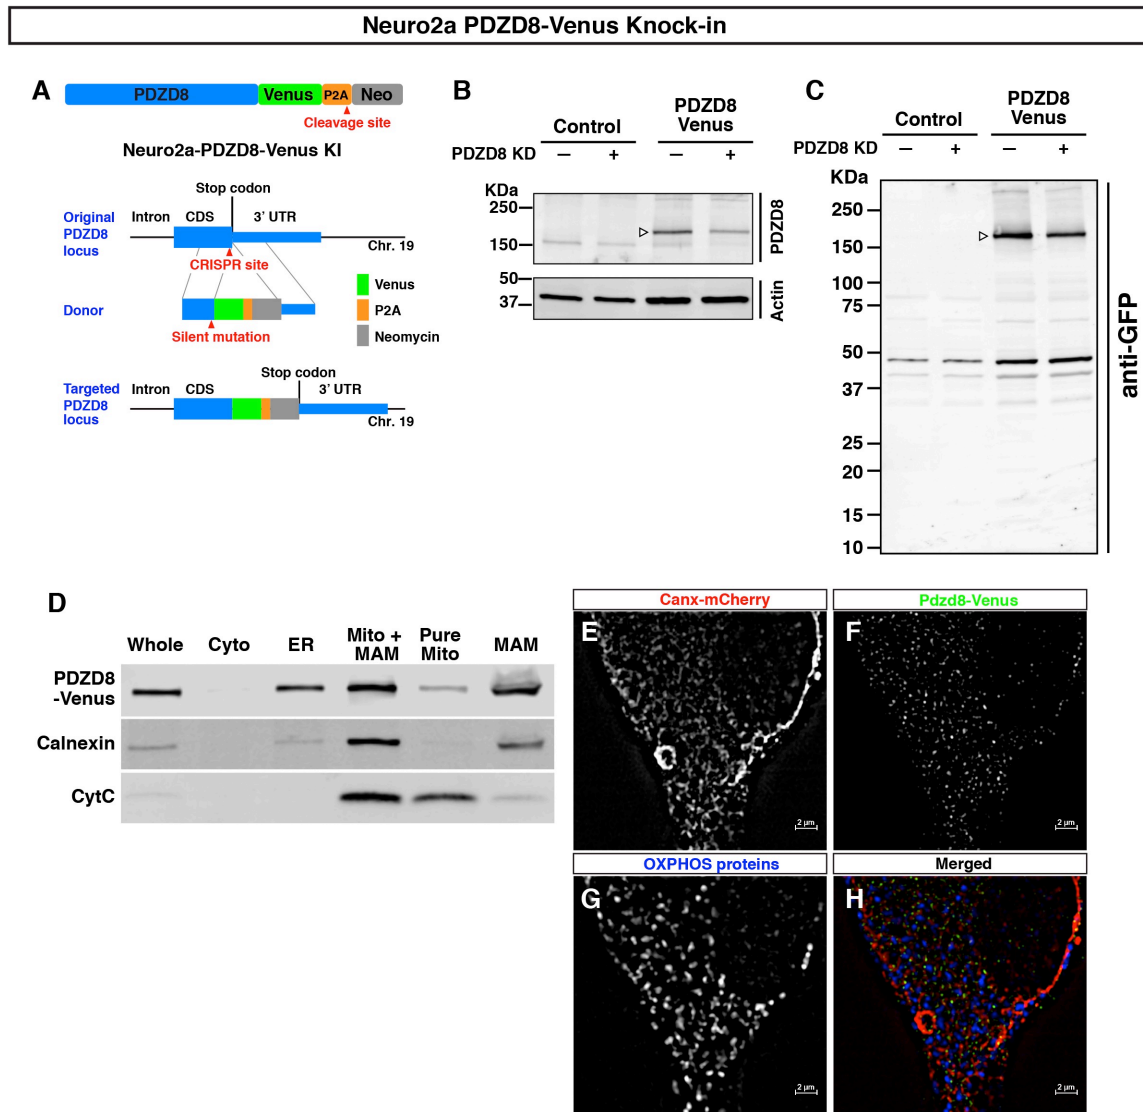 Neuro2a PDZD8-Venus Knock-in
A
PDZD8 Venus P2A Neo
Cleavage site
Neuro2a-PDZD8-Venus KI
Stop codon
Original
PDZD8
locus
Intron CDS 3' UTR
Chr. 19
CRISPR site
Donor
Silent mutation
Venus
P2A
Neomycin
Targeted
PDZD8
locus
Stop codon
Intron CDS 3' UTR
Chr. 19
B
Control
PDZD8
Venus
PDZD8 KD – + – +
KDa
250
150
PDZD8
50
37
Actin
C
Control
PDZD8
Venus
PDZD8 KD – + – +
KDa
250
150
100
75
50
37
25
20
15
10
anti-GFP
D
Whole Cyto ER Mito + MAM Pure Mito MAM
PDZD8
-Venus
Calnexin
CytC
Canx-mCherry
E
2 µm
Pdzd8-Venus
F
2 µm
OXPHOS proteins
G
2 µm
Merged
H
2 µm